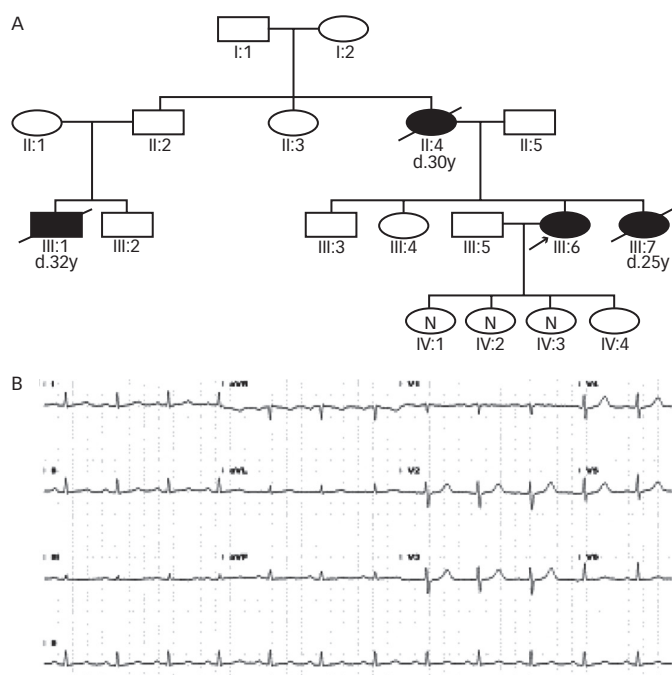 A
I:1 I:2
II:1 II:2 II:3 II:4 II:5
d.30y
III:1 III:2 III:3 III:4 III:5 III:6 III:7
d.32y d.25y
N N N
IV:1 IV:2 IV:3 IV:4
B
I aVR V1 V4
II aVL V2 V5
III aVF V3 V6
II